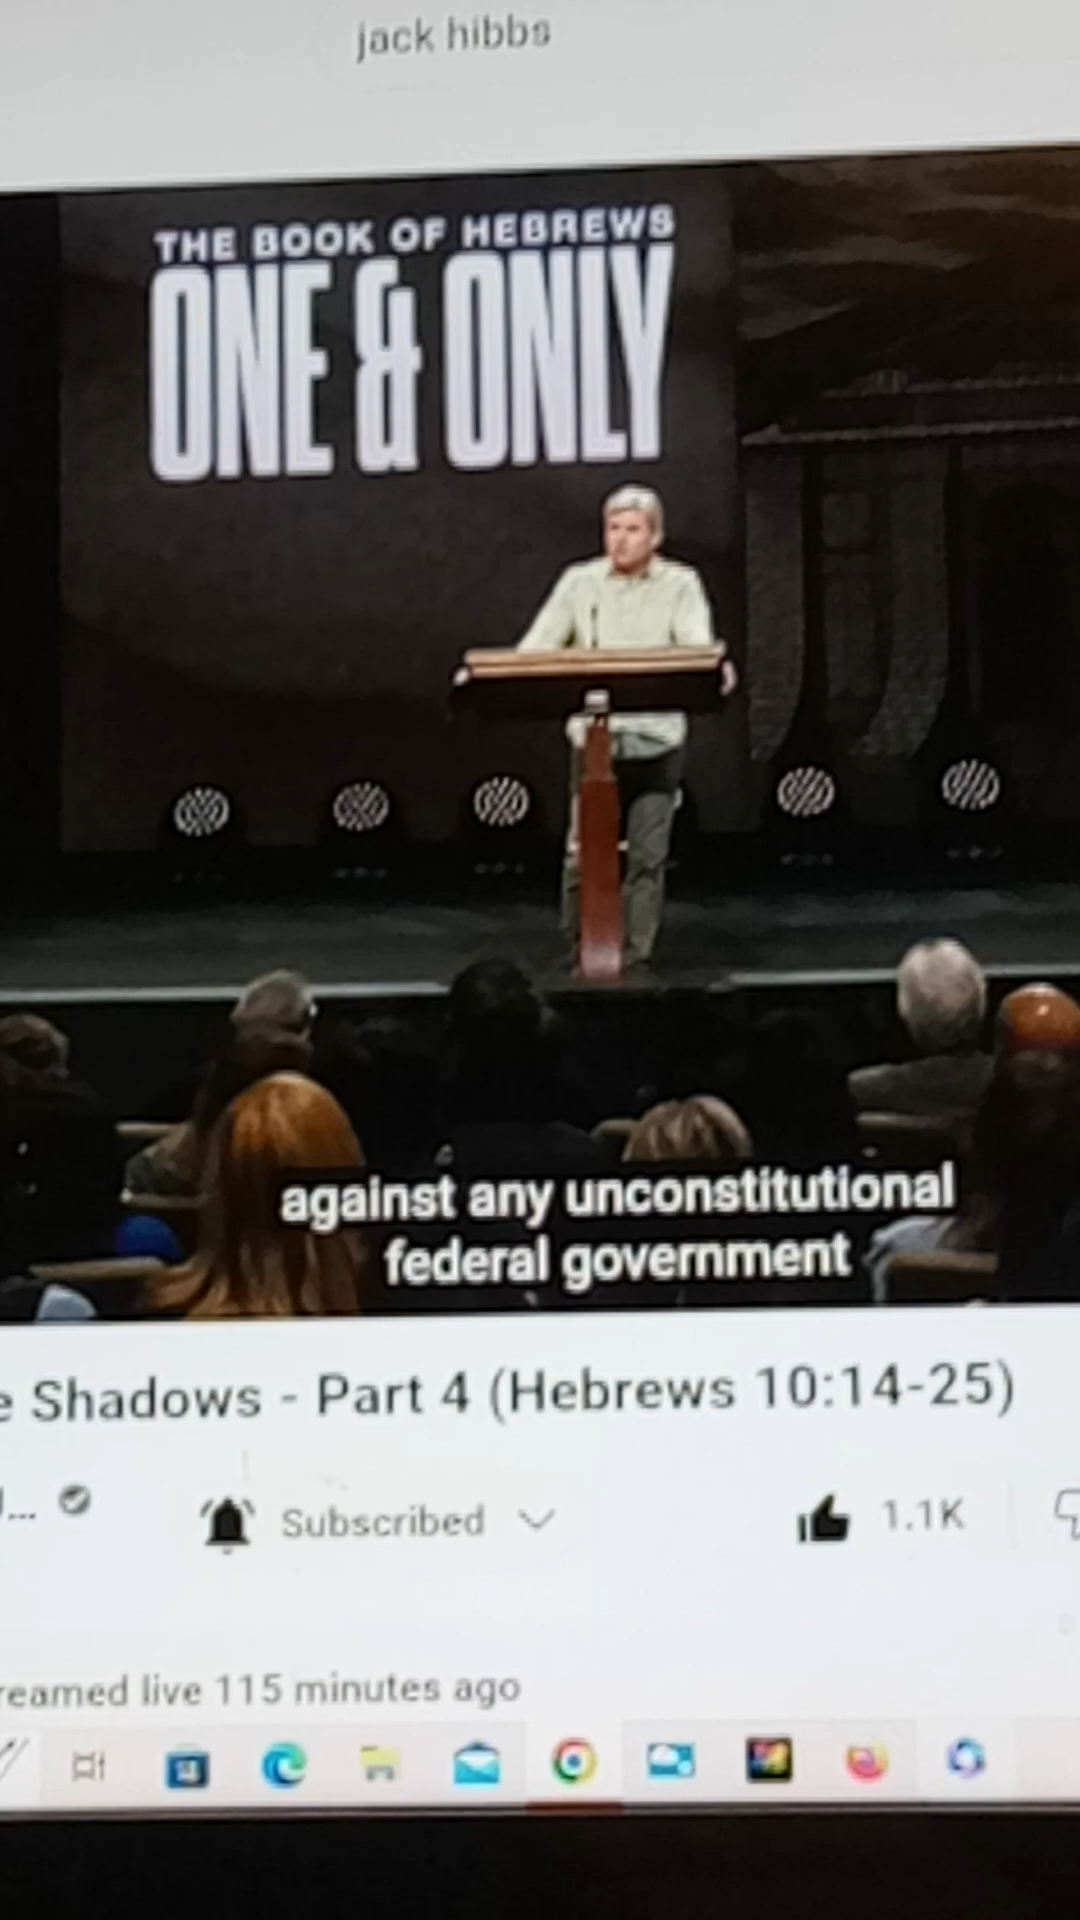 jack hibbs
THE BOOK OF HEBREWS
ONE & ONLY
against any unconstitutional
federal government
e Shadows - Part 4 (Hebrews 10:14-25)
...
Subscribed
1.1K
reamed live 115 minutes ago